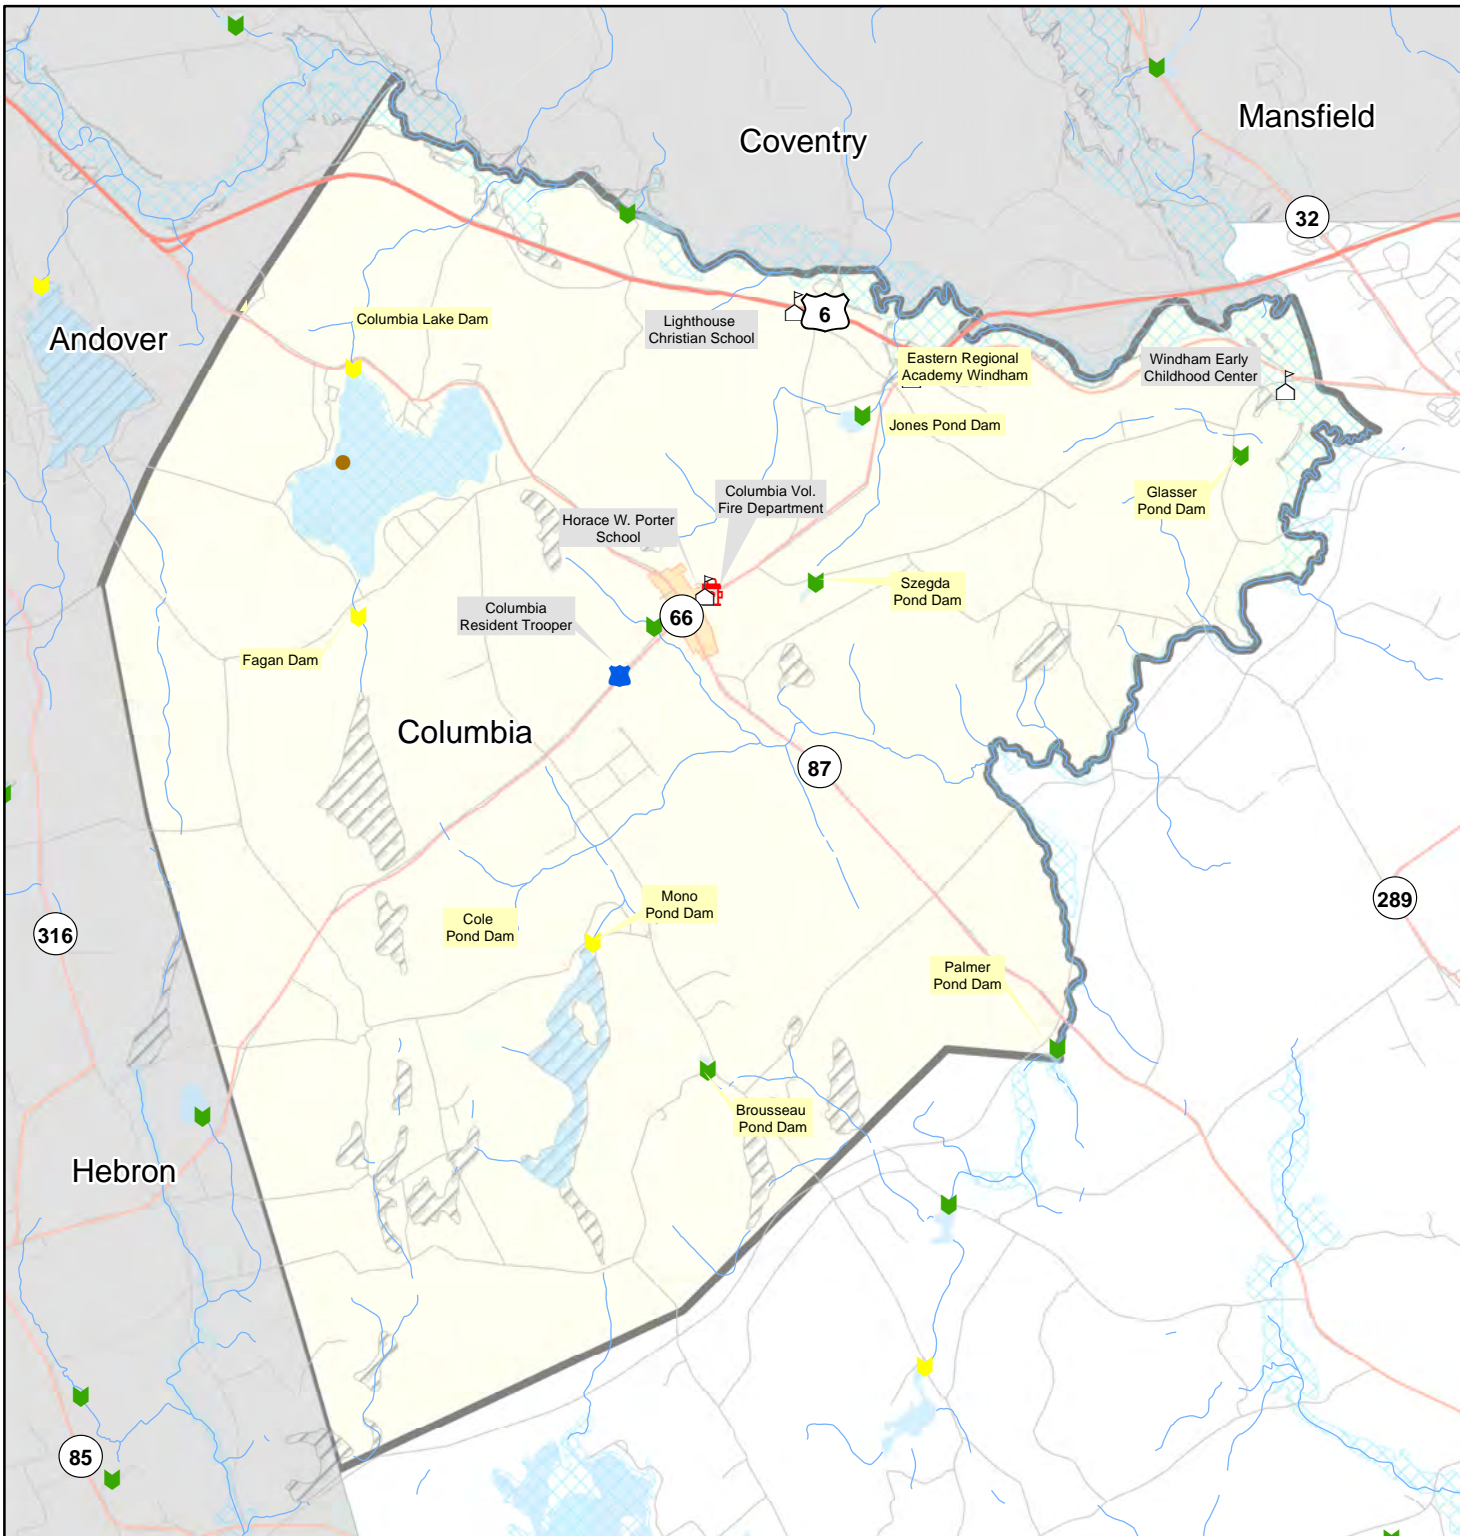 Mansfield
Coventry
32
Andover
Columbia Lake Dam
6
Lighthouse
Christian School
Eastern Regional
Academy Windham
Windham Early
Childhood Center
Jones Pond Dam
Columbia Vol.
Fire Department
Glasser
Pond Dam
Horace W. Porter
School
Szegda
Pond Dam
Columbia
Resident Trooper
66
Fagan Dam
Columbia
87
Mono
Pond Dam
289
Cole
Pond Dam
316
Palmer
Pond Dam
Brousseau
Pond Dam
Hebron
85